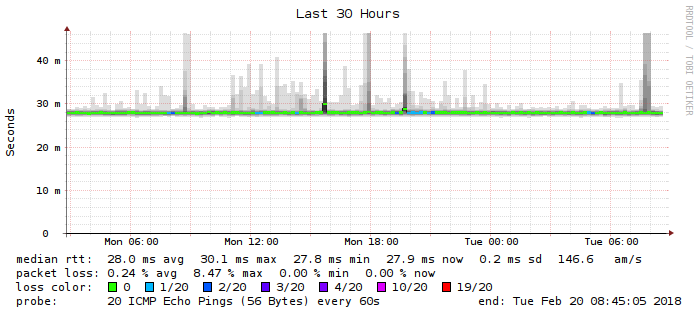 Last 30 Hours
RRDTOOL / TOBI OETIKER
Seconds
40 m
30 m
20 m
10 m
0
Mon 06:00 Mon 12:00 Mon 18:00 Tue 00:00 Tue 06:00
median rtt: 28.0 ms avg 30.1 ms max 27.8 ms min 27.9 ms now 0.2 ms sd 146.6 am/s
packet loss: 0.24 % avg 8.47 % max 0.00 % min 0.00 % now
loss color: 0 1/20 2/20 3/20 4/20 10/20 19/20
probe: 20 ICMP Echo Pings (56 Bytes) every 60s end: Tue Feb 20 08:45:05 2018